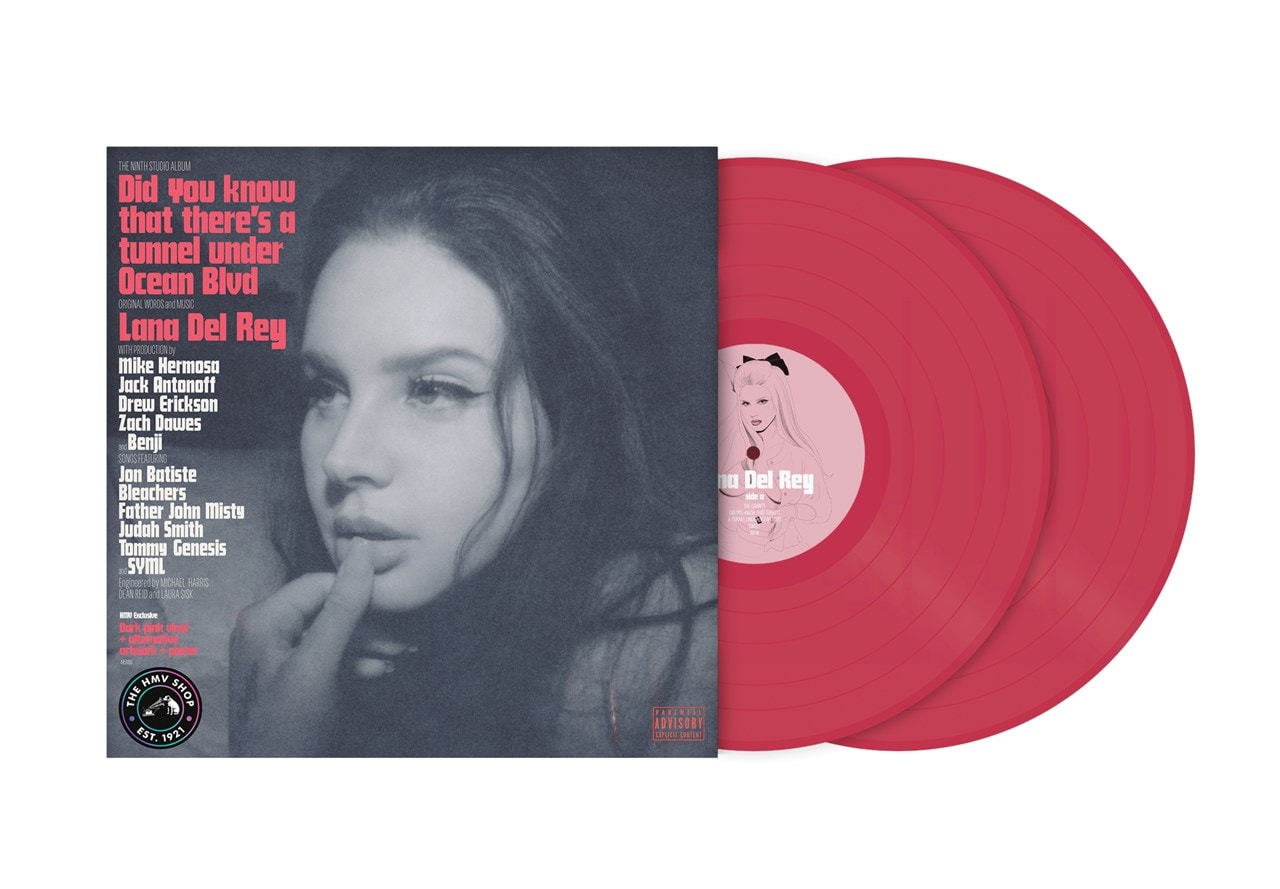 THE NINTH STUDIO ALBUM
Did You know
that there's a
tunnel under
Ocean Blvd
ORIGINAL WORDS and MUSIC
Lana Del Rey
WITH PRODUCTION by
Mike Hermosa
Jack Antonoff
Drew Erickson
Zach Dawes
and Benji
SONGS FEATURING
Jon Batiste
Bleachers
Father John Misty
Judah Smith
Tommy Genesis
and SYML
Engineered by MICHAEL HARRIS
DEAN REID and LAURA SISK
HMV Exclusive
Dark pink vinyl
+ alternative
artwork + poster
THE HMV SHOP
EST. 1921
PARENTAL
ADVISORY
EXPLICIT CONTENT
na Del Rey
side a